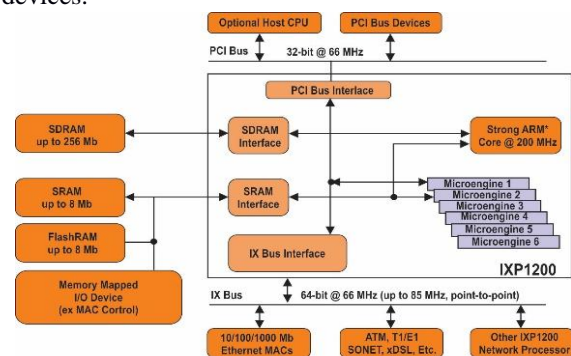 devices.
Optional Host CPU
PCI Bus Devices
PCI Bus
32-bit @ 66 MHz
PCI Bus Interface
SDRAM
up to 256 Mb
SDRAM
Interface
Strong ARM*
Core @ 200 MHz
SRAM
up to 8 Mb
SRAM
Interface
Microengine 1
Microengine 2
Microengine 3
Microengine 4
Microengine 5
Microengine 6
FlashRAM
up to 8 Mb
IX Bus Interface
IXP1200
Memory Mapped
I/O Device
(ex MAC Control)
IX Bus
64-bit @ 66 MHz (up to 85 MHz, point-to-point)
10/100/1000 Mb
Ethernet MACs
ATM, T1/E1
SONET, xDSL, Etc.
Other IXP1200
Network Processor